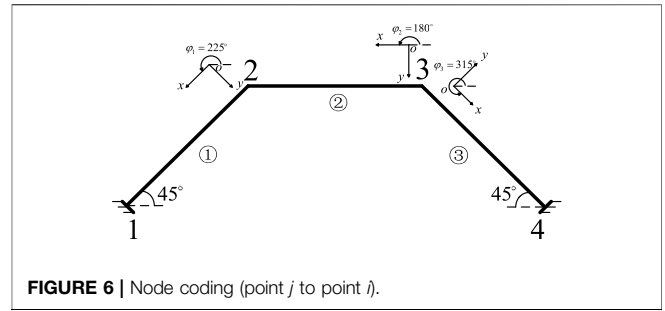 φ₂ = 180°
x
o
y
φ₁ = 225°
o
x
y
2
3
φ₃ = 315°
y
o
x
②
①
③
45°
45°
1
4
FIGURE 6 | Node coding (point j to point i).